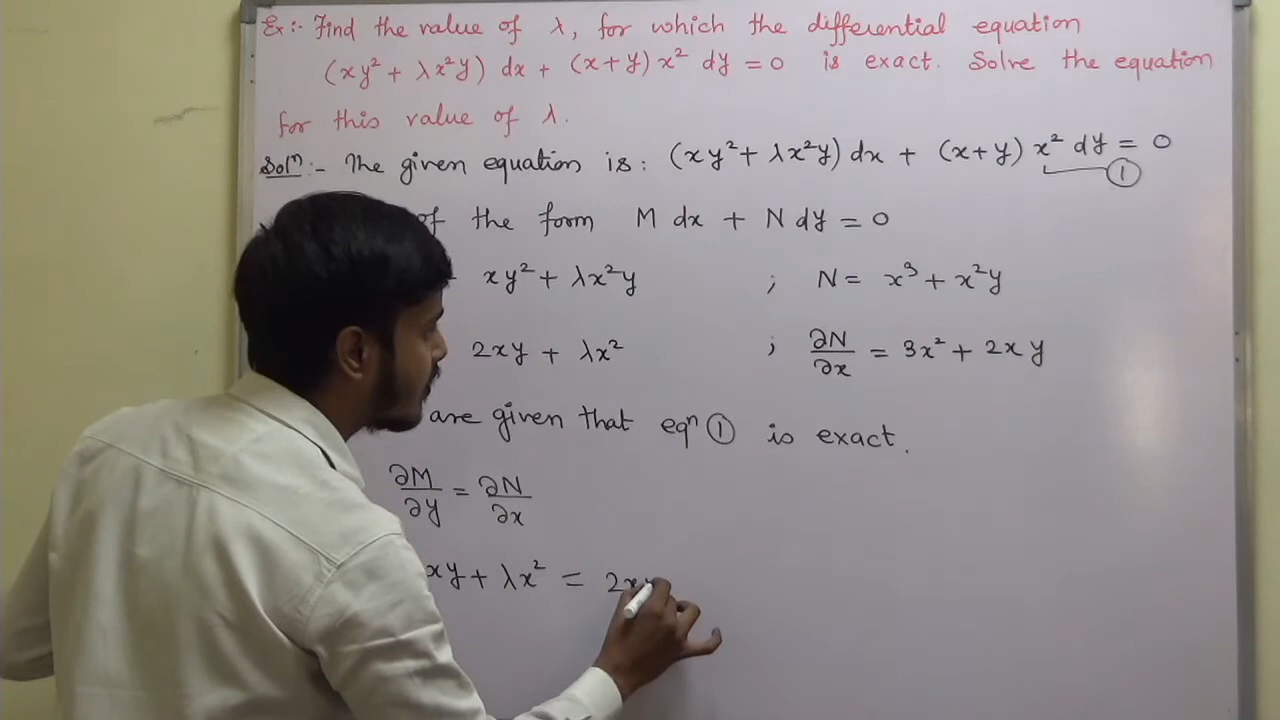 Ex:- Find the value of λ, for which the differential equation
(xy² + λx²y) dx + (x+y) x² dy = 0 is exact. Solve the equation
for this value of λ.
Solⁿ:- The given equation is: (xy² + λx²y) dx + (x+y) x² dy = 0
①
of the form M dx + N dy = 0
xy² + λx²y ; N = x³ + x²y
2xy + λx² ; ∂N/∂x = 3x² + 2xy
are given that eqⁿ ① is exact.
∂M/∂y = ∂N/∂x
xy + λx² = 2xy